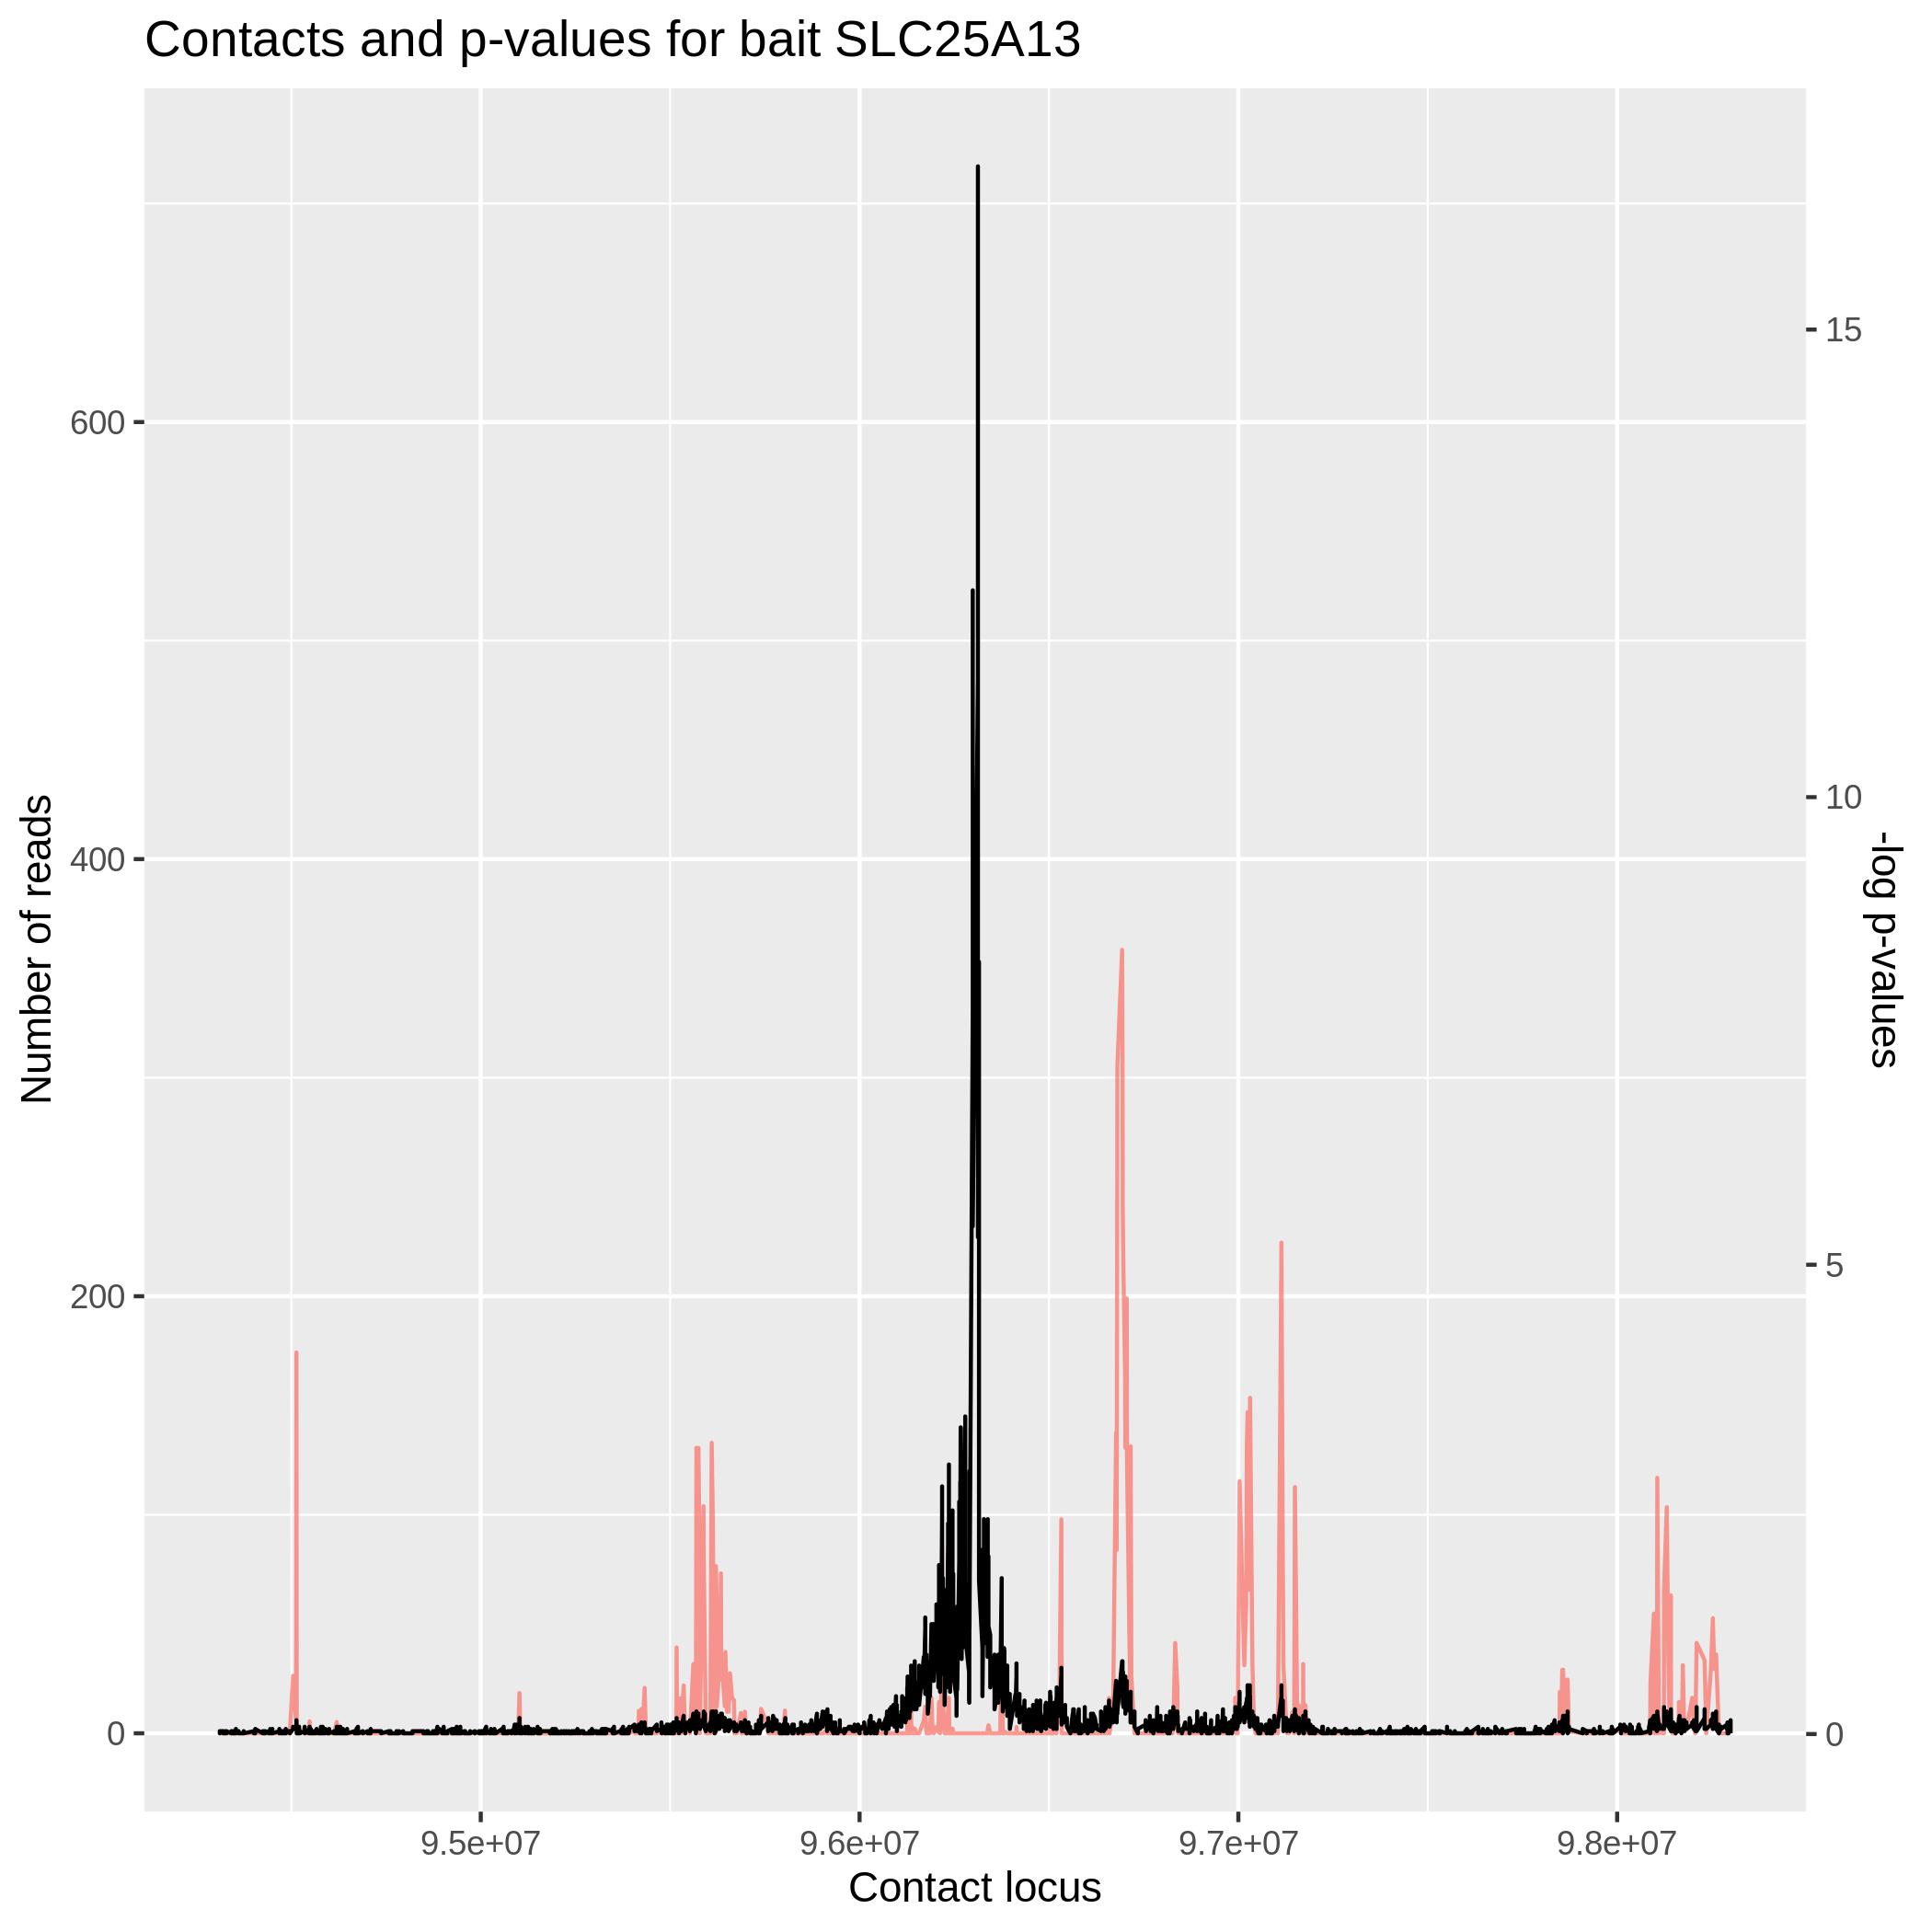 Contacts and p-values for bait SLC25A13
Number of reads
600
400
200
0
15
10
5
0
-log p-values
9.5e+07
9.6e+07
9.7e+07
9.8e+07
Contact locus